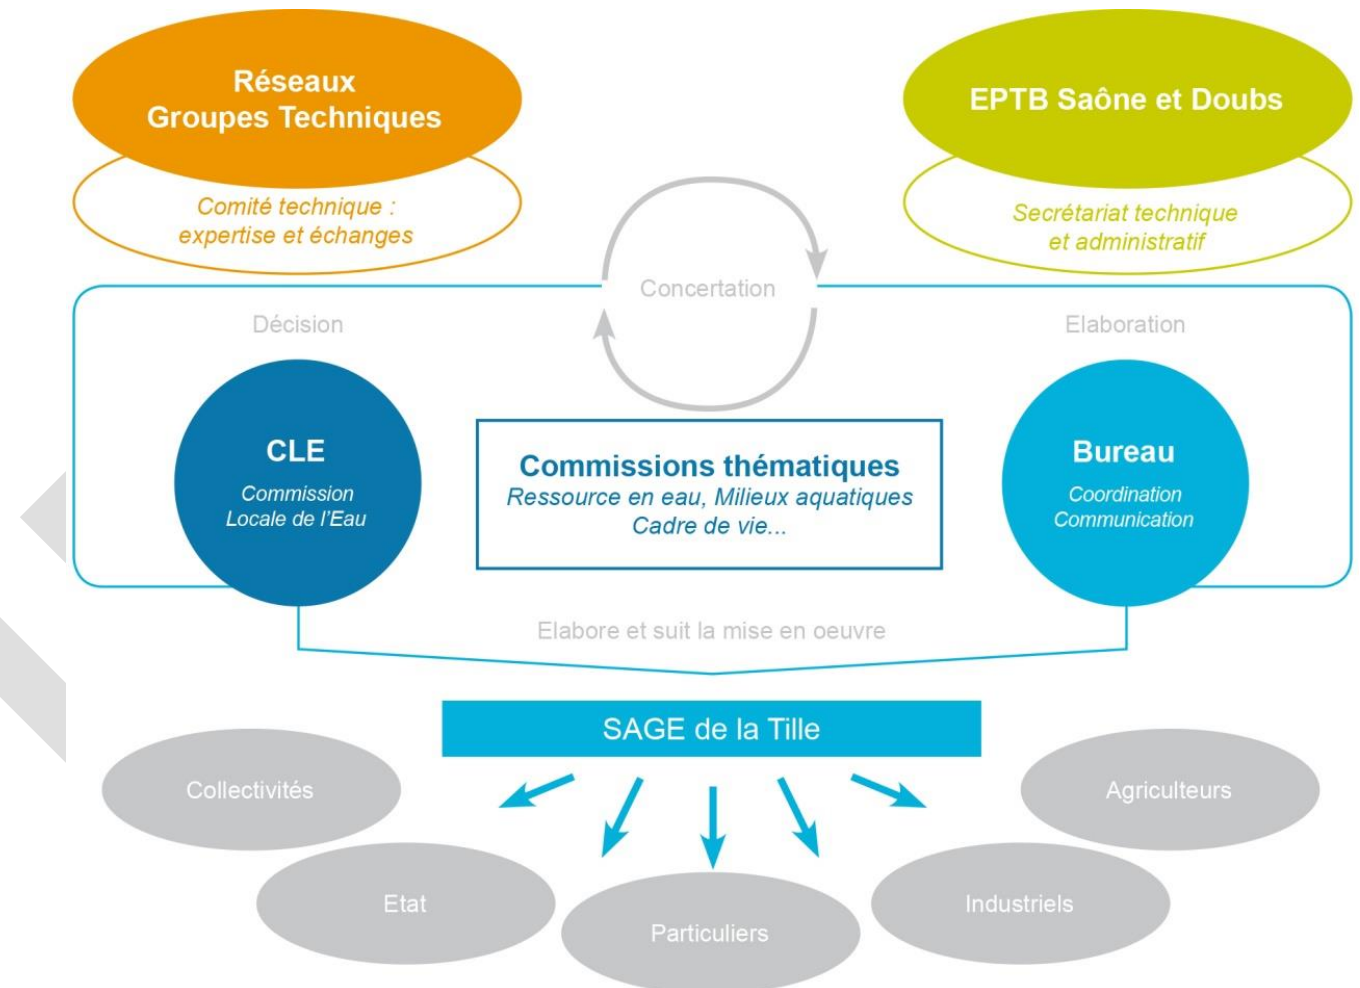 Réseaux
Groupes Techniques
EPTB Saône et Doubs
Comité technique :
expertise et échanges
Secrétariat technique
et administratif
Concertation
Décision
Elaboration
CLE
Commission
Locale de l'Eau
Commissions thématiques
Ressource en eau, Milieux aquatiques
Cadre de vie...
Bureau
Coordination
Communication
Elabore et suit la mise en oeuvre
SAGE de la Tille
Collectivités
Agriculteurs
Etat
Industriels
Particuliers